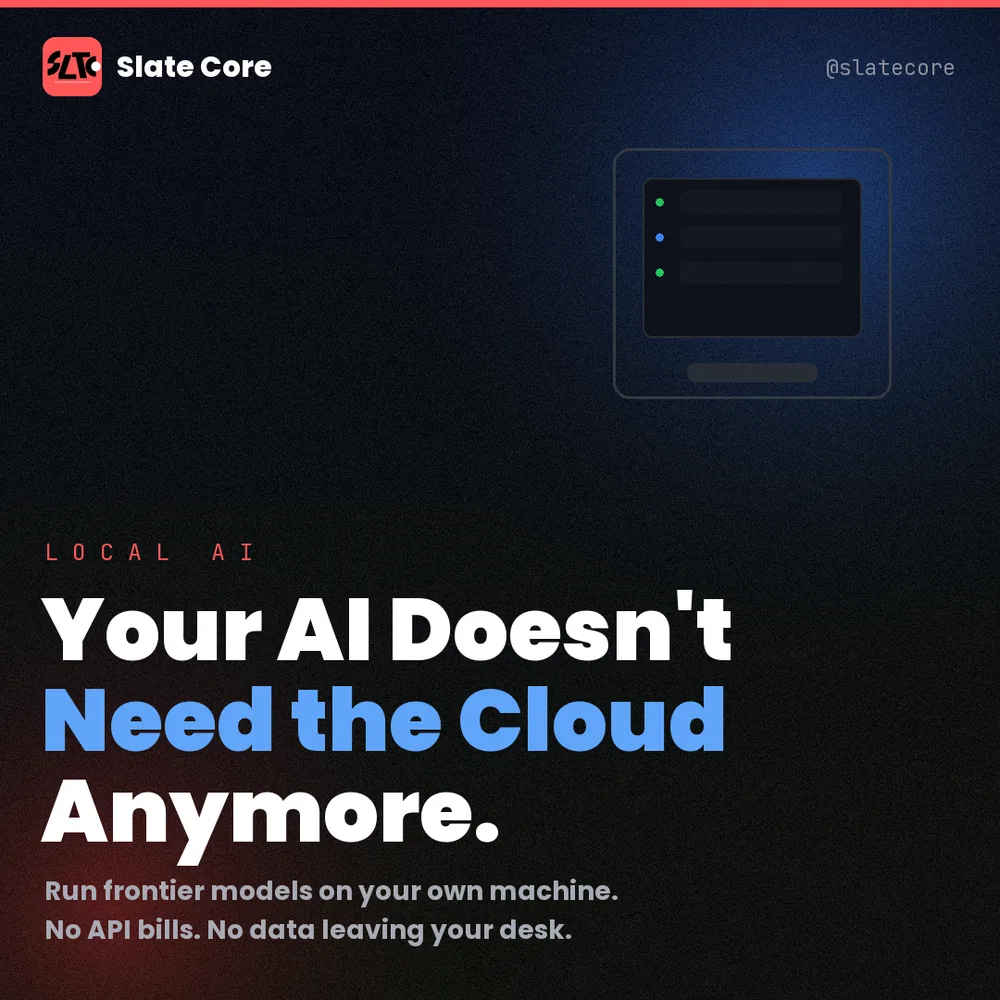 SLTC
Slate Core
@slatecore
LOCAL AI
Your AI Doesn't
Need the Cloud
Anymore.
Run frontier models on your own machine.
No API bills. No data leaving your desk.